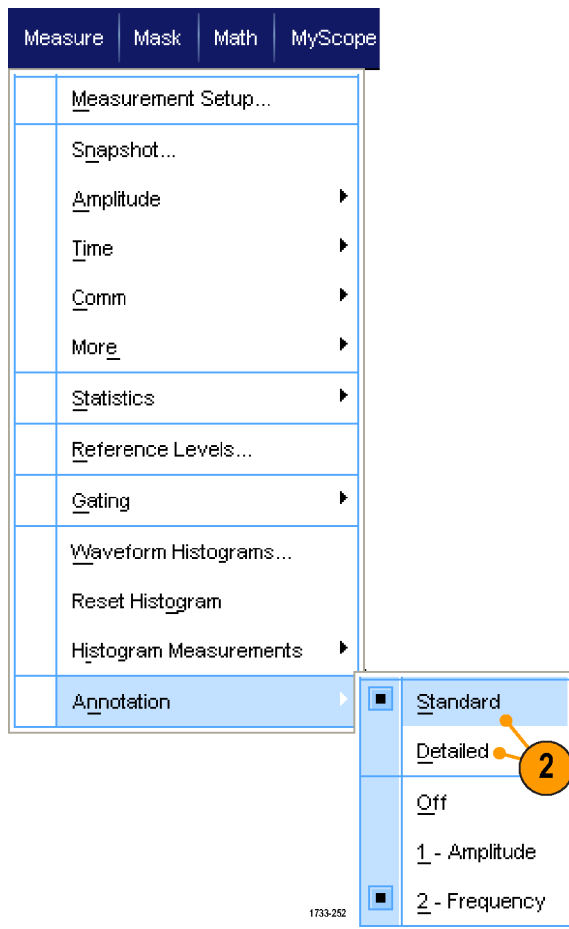 Measure Mask Math MyScope
Measurement Setup...
Snapshot...
Amplitude
Time
Comm
More
Statistics
Reference Levels...
Gating
Waveform Histograms...
Reset Histogram
Histogram Measurements
Annotation
Standard
Detailed
2
Off
1 - Amplitude
2 - Frequency
1733-252